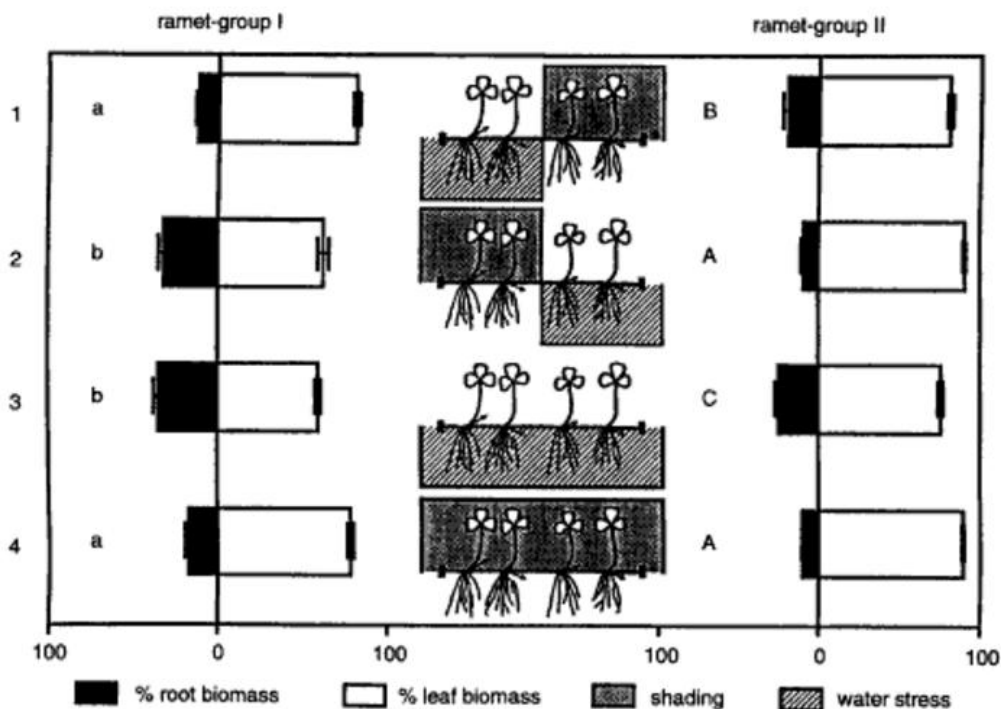 ramet-group I ramet-group II
1 a B
2 b A
3 b C
4 a A
100 0 100 100 0 100
% root biomass % leaf biomass shading water stress